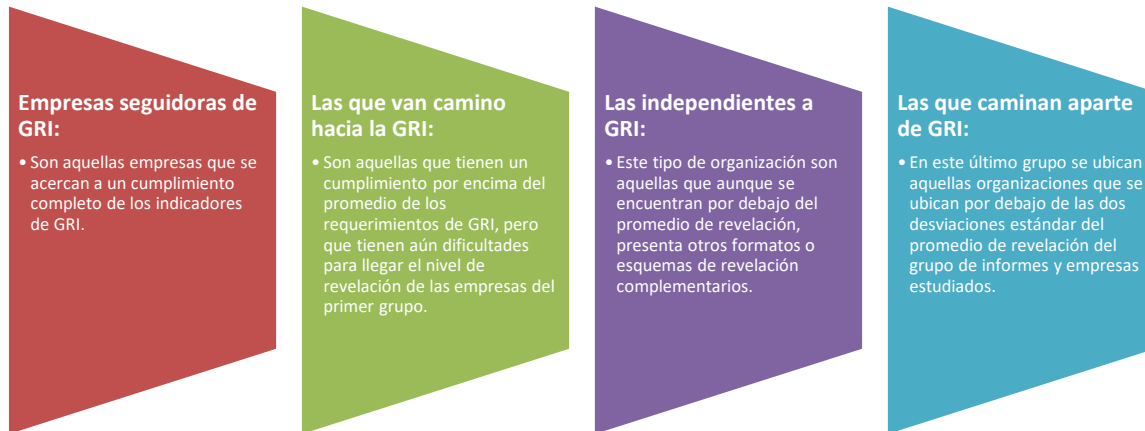 Empresas seguidoras de
GRI:
• Son aquellas empresas que se
acercan a un cumplimiento
completo de los indicadores
de GRI.
Las que van camino
hacia la GRI:
• Son aquellas que tienen un
cumplimiento por encima del
promedio de los
requerimientos de GRI, pero
que tienen aún dificultades
para llegar el nivel de
revelación de las empresas del
primer grupo.
Las independientes a
GRI:
• Este tipo de organización son
aquellas que aunque se
encuentran por debajo del
promedio de revelación,
presenta otros formatos o
esquemas de revelación
complementarios.
Las que caminan aparte
de GRI:
• En este último grupo se ubican
aquellas organizaciones que se
ubican por debajo de las dos
desviaciones estándar del
promedio de revelación del
grupo de informes y empresas
estudiados.